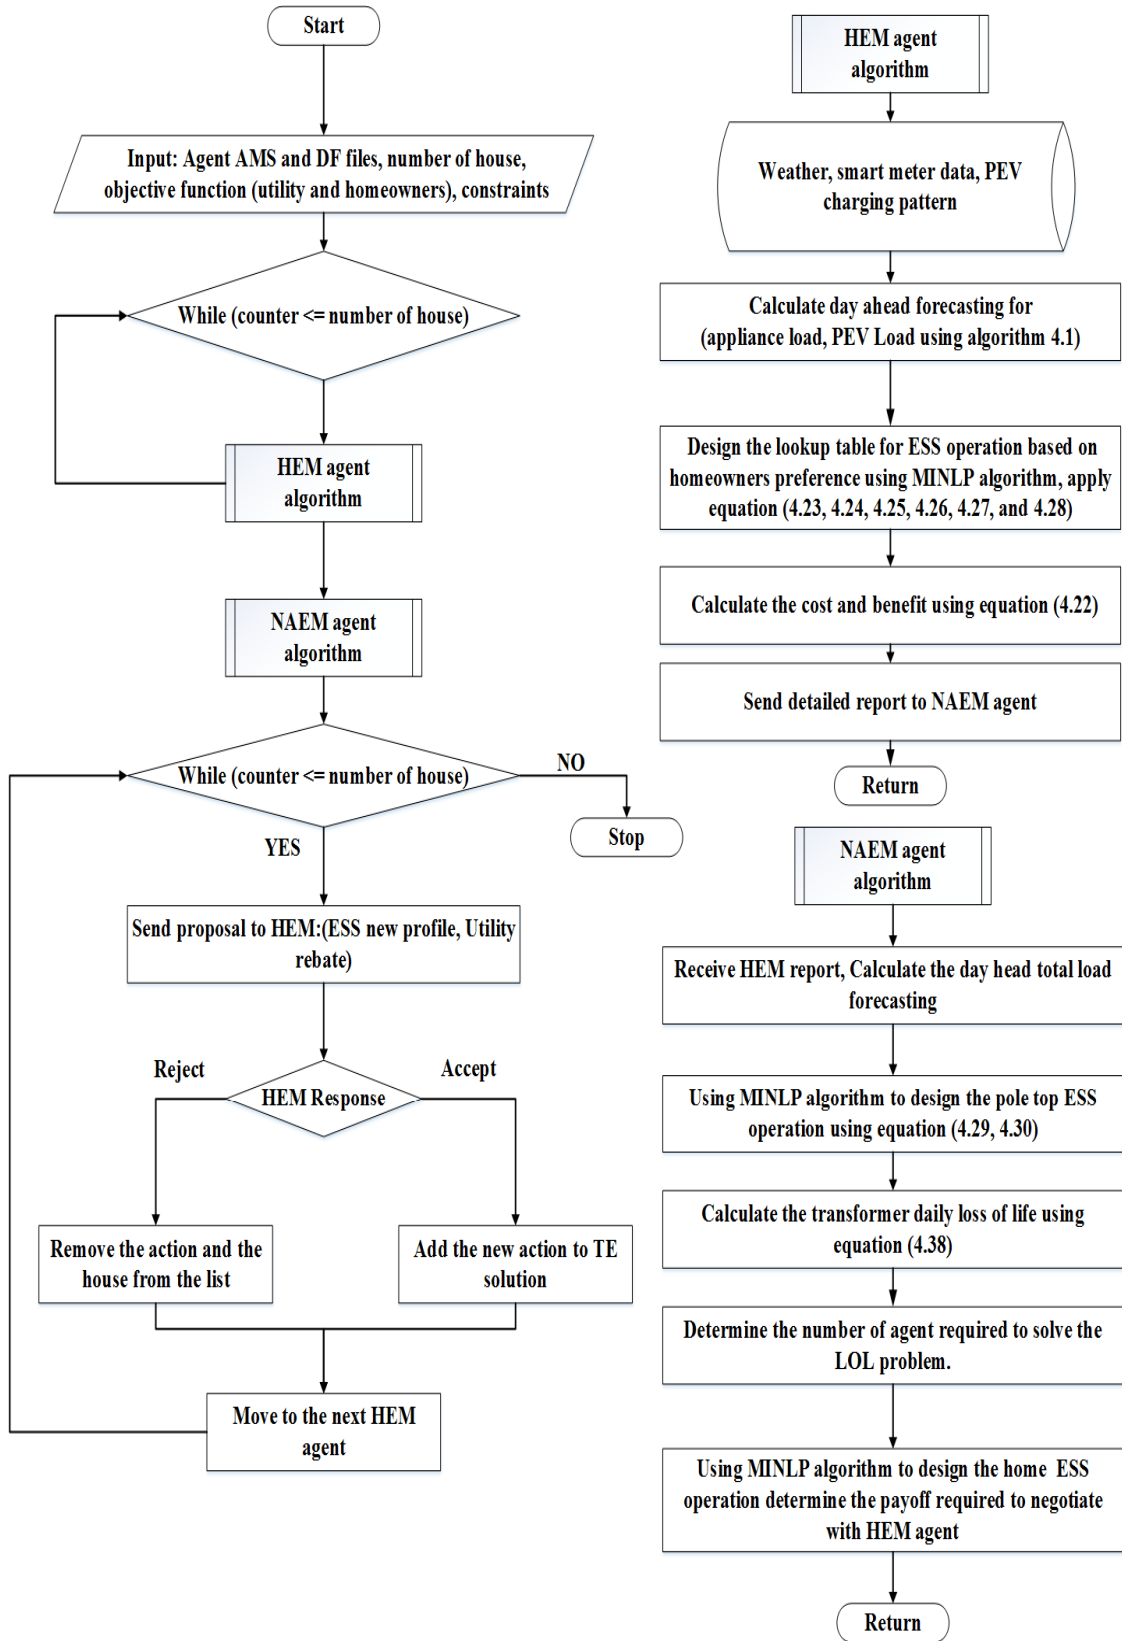 Start
Input: Agent AMS and DF files, number of house,
objective function (utility and homeowners), constraints
While (counter <= number of house)
HEM agent
algorithm
NAEM agent
algorithm
While (counter <= number of house)
NO
Stop
YES
Send proposal to HEM:(ESS new profile, Utility
rebate)
Reject
Accept
HEM Response
Remove the action and the
house from the list
Add the new action to TE
solution
Move to the next HEM
agent
HEM agent
algorithm
Weather, smart meter data, PEV
charging pattern
Calculate day ahead forecasting for
(appliance load, PEV Load using algorithm 4.1)
Design the lookup table for ESS operation based on
homeowners preference using MINLP algorithm, apply
equation (4.23, 4.24, 4.25, 4.26, 4.27, and 4.28)
Calculate the cost and benefit using equation (4.22)
Send detailed report to NAEM agent
Return
NAEM agent
algorithm
Receive HEM report, Calculate the day head total load
forecasting
Using MINLP algorithm to design the pole top ESS
operation using equation (4.29, 4.30)
Calculate the transformer daily loss of life using
equation (4.38)
Determine the number of agent required to solve the
LOL problem.
Using MINLP algorithm to design the home ESS
operation determine the payoff required to negotiate
with HEM agent
Return